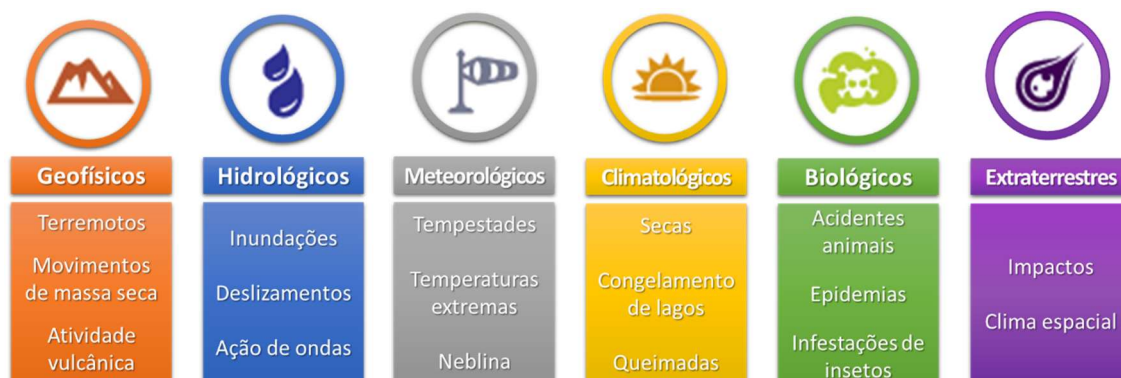 Geofísicos
Terremotos
Movimentos
de massa seca
Atividade
vulcânica
Hidrológicos
Inundações
Deslizamentos
Ação de ondas
Meteorológicos
Tempestades
Temperaturas
extremas
Neblina
Climatológicos
Secas
Congelamento
de lagos
Queimadas
Biológicos
Acidentes
animais
Epidemias
Infestações de
insetos
Extraterrestres
Impactos
Clima espacial